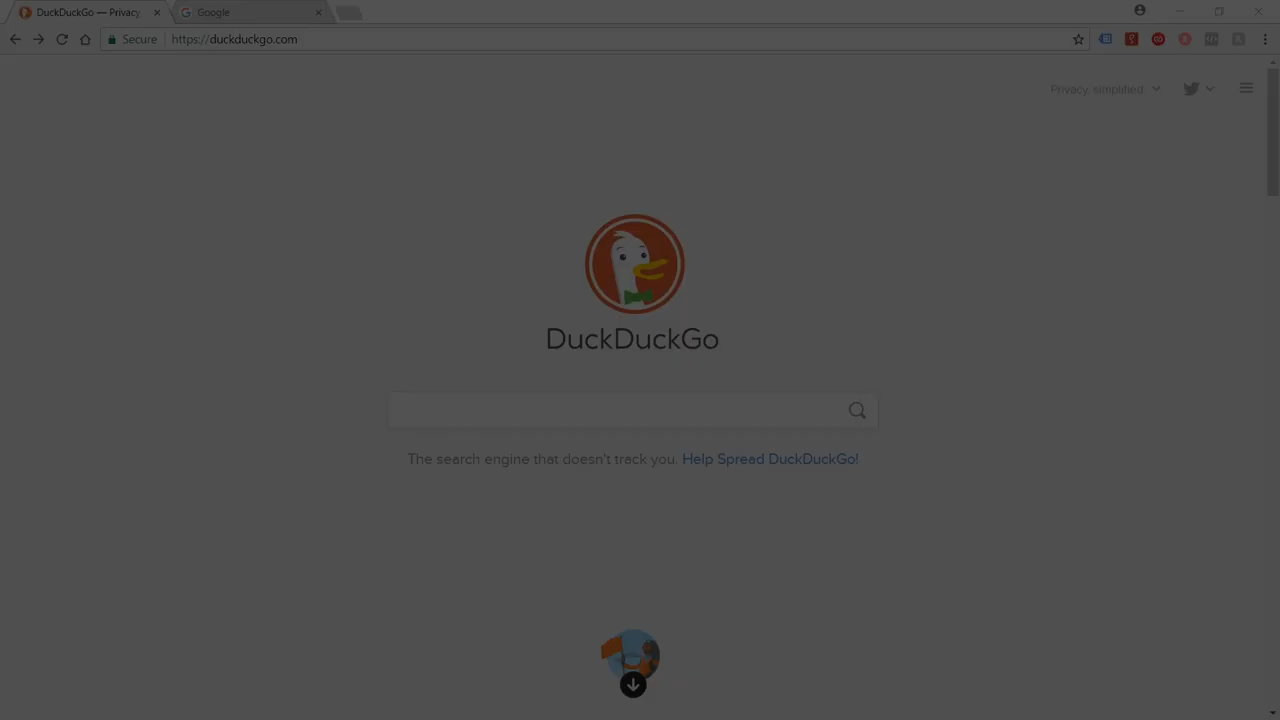 DuckDuckGo — Privacy,
Google
Secure
https://duckduckgo.com
Privacy, simplified
DuckDuckGo
The search engine that doesn't track you. Help Spread DuckDuckGo!